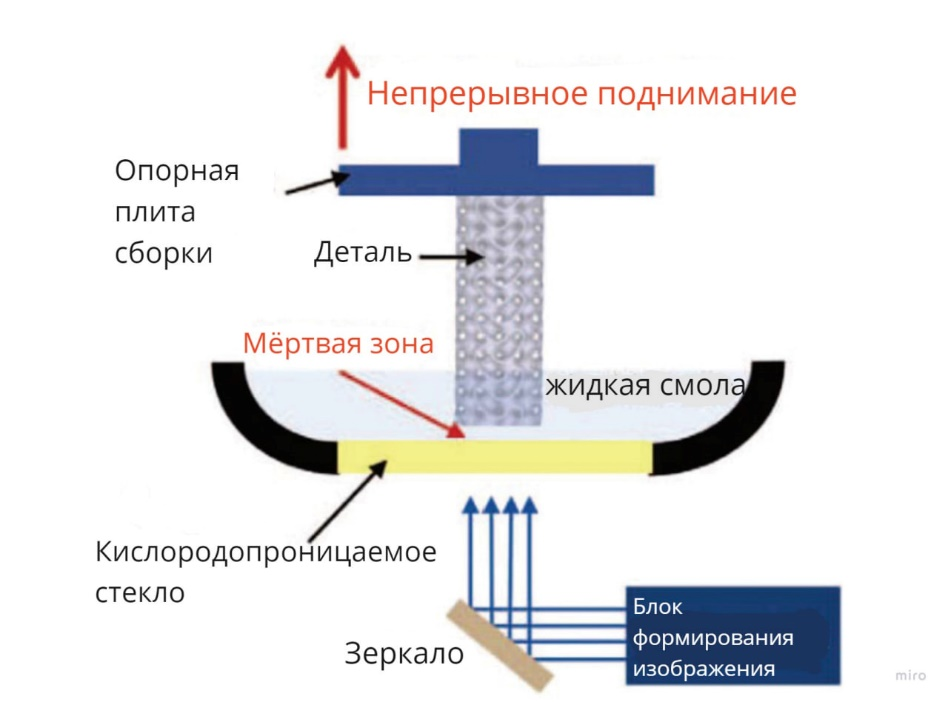 Непрерывное поднимание
Опорная
плита
сборки
Деталь
Мёртвая зона
жидкая смола
Кислородопроницаемое
стекло
Зеркало
Блок
формирования
изображения
miro